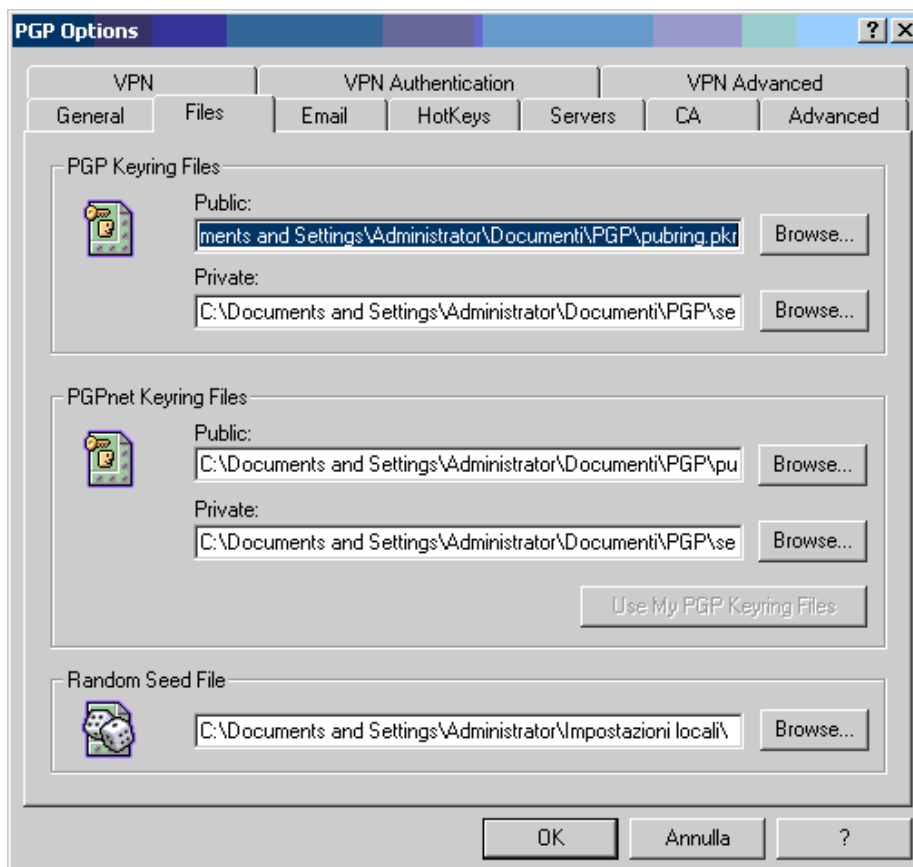 PGP Options
VPN VPN Authentication VPN Advanced
General Files Email HotKeys Servers CA Advanced
PGP Keyring Files
Public:
ments and Settings\Administrator\Documenti\PGP\pubring.pkr Browse...
Private:
C:\Documents and Settings\Administrator\Documenti\PGP\se Browse...
PGPnet Keyring Files
Public:
C:\Documents and Settings\Administrator\Documenti\PGP\pu Browse...
Private:
C:\Documents and Settings\Administrator\Documenti\PGP\se Browse...
Use My PGP Keyring Files
Random Seed File
C:\Documents and Settings\Administrator\Impostazioni locali\ Browse...
OK Annulla ?